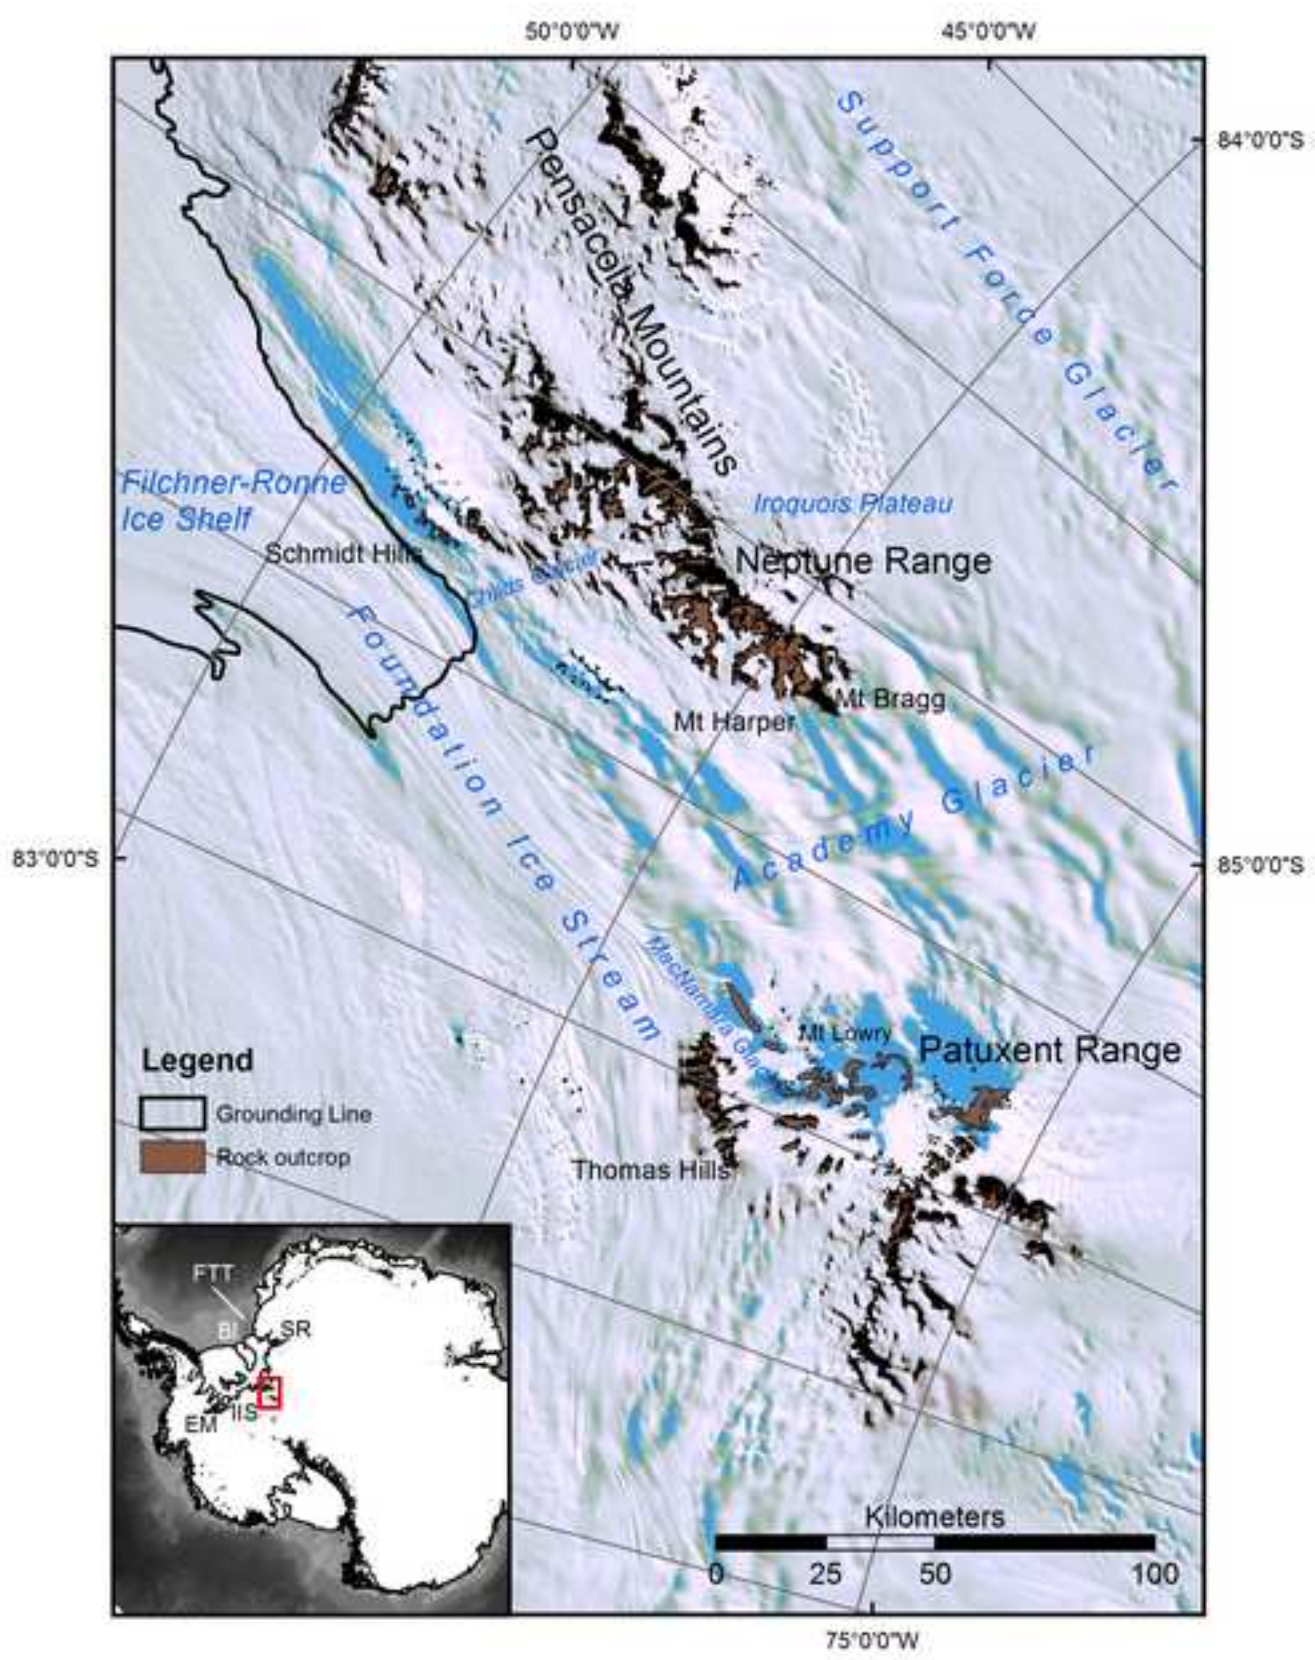 50°0'0"W
45°0'0"W
84°0'0"S
Support Force Glacier
Pensacola Mountains
Filchner-Ronne
Ice Shelf
Iroquois Plateau
Schmidt Hills
Neptune Range
Childs Glacier
Foundation Ice Stream
Mt Bragg
Mt Harper
Academy Glacier
83°0'0"S
85°0'0"S
MacNamara
Mt Lowry
Patuxent Range
Legend
Grounding Line
Rock outcrop
Thomas Hills
FTT
BI
SR
IIS
EM
Kilometers
0 25 50 100
75°0'0"W